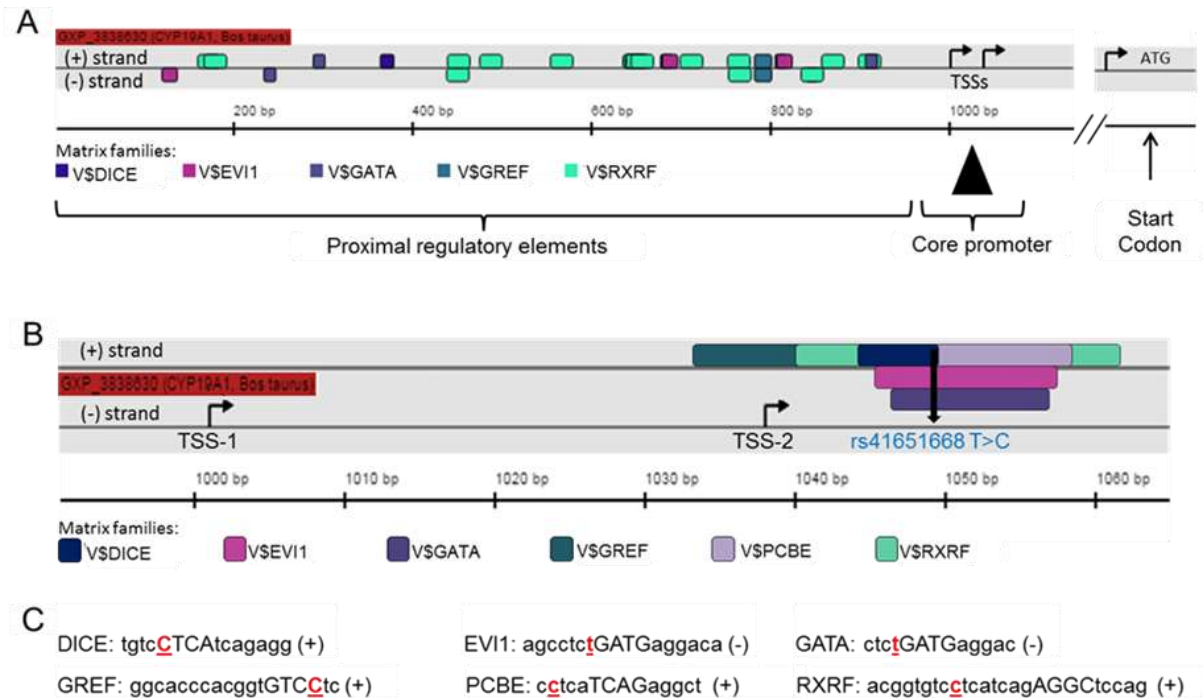 A
GXP_3838630 (CYP19A1, Bos taurus)
(+) strand
(-) strand
TSSs
ATG
200 bp 400 bp 600 bp 800 bp 1000 bp
Matrix families:
V$DICE V$EVI1 V$GATA V$GREF V$RXRF
Proximal regulatory elements
Core promoter
Start
Codon
B
(+) strand
GXP_3838630 (CYP19A1, Bos taurus)
(-) strand
TSS-1 TSS-2 rs41651668 T>C
1000 bp 1010 bp 1020 bp 1030 bp 1040 bp 1050 bp 1060 bp
Matrix families:
V$DICE V$EVI1 V$GATA V$GREF V$PCBE V$RXRF
C
DICE: tgtcCTCAtcagagg (+) EVI1: agcctctGATGaggaca (-) GATA: ctctGATGaggac (-)
GREF: ggcacccacggtGTCCtc (+) PCBE: cctcaTCAGaggct (+) RXRF: acggtgtcctcatcagAGGCtccag (+)